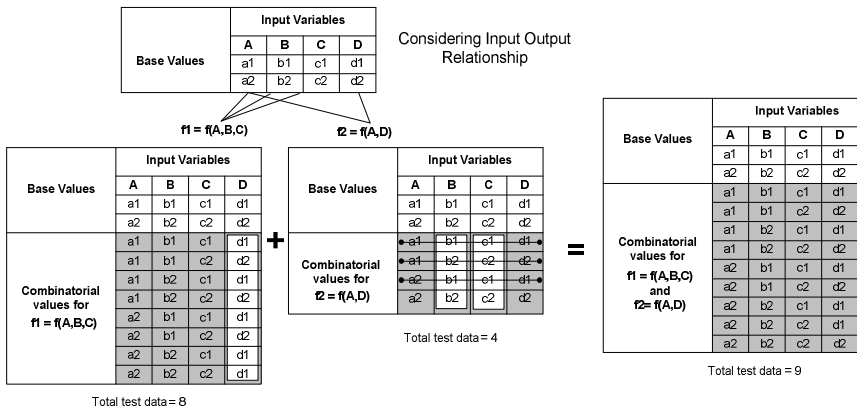 Considering Input Output
Relationship
Base Values
Input Variables
A B C D
a1 b1 c1 d1
a2 b2 c2 d2
f1 = f(A,B,C)
f2 = f(A,D)
Base Values
Input Variables
A B C D
a1 b1 c1 d1
a2 b2 c2 d2
Combinatorial
values for
f1 = f(A,B,C)
a1 b1 c1 d1
a1 b1 c2 d2
a1 b2 c1 d1
a1 b2 c2 d2
a2 b1 c1 d1
a2 b1 c2 d2
a2 b2 c1 d1
a2 b2 c2 d1
Total test data = 8
+
Base Values
Input Variables
A B C D
a1 b1 c1 d1
a2 b2 c2 d2
Combinatorial
values for
f2 = f(A,D)
a1 b1 c1 d1
a1 b2 c2 d2
a2 b1 c1 d1
a2 b2 c2 d2
Total test data = 4
=
Base Values
Input Variables
A B C D
a1 b1 c1 d1
a2 b2 c2 d2
Combinatorial
values for
f1 = f(A,B,C)
and
f2= f(A,D)
a1 b1 c1 d1
a1 b1 c2 d2
a1 b2 c1 d1
a1 b2 c2 d2
a2 b1 c1 d1
a2 b1 c2 d2
a2 b2 c1 d1
a2 b2 c2 d1
a2 b2 c2 d2
Total test data = 9